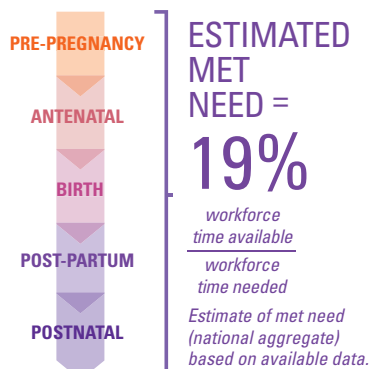 PRE-PREGNANCY
ANTENATAL
BIRTH
POST-PARTUM
POSTNATAL
ESTIMATED
MET
NEED =
19%
workforce
time available
workforce
time needed
Estimate of met need
(national aggregate)
based on available data.